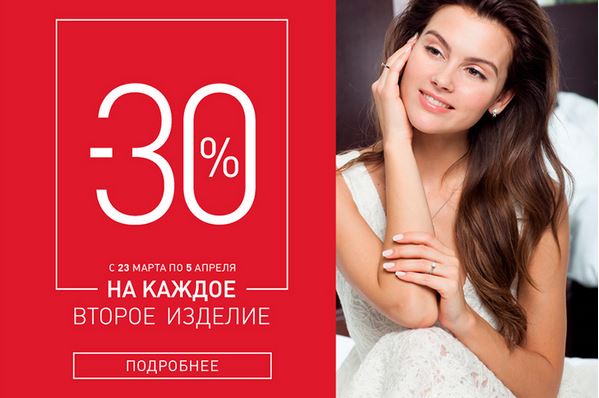 -30%
С 23 МАРТА ПО 5 АПРЕЛЯ
НА КАЖДОЕ
ВТОРОЕ ИЗДЕЛИЕ
ПОДРОБНЕЕ